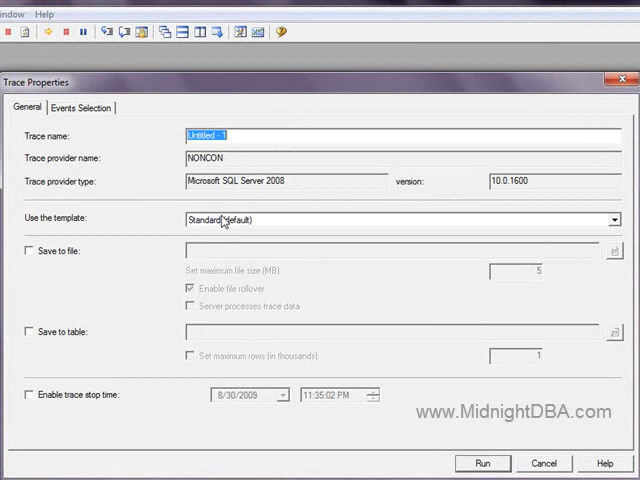 indow Help
Trace Properties
General Events Selection
Trace name: Untitled - 1
Trace provider name: NONCON
Trace provider type: Microsoft SQL Server 2008 version: 10.0.1600
Use the template: Standard (default)
Save to file:
Set maximum file size (MB): 5
Enable file rollover
Server processes trace data
Save to table:
Set maximum rows (in thousands): 1
Enable trace stop time: 8/30/2009 11:35:02 PM
www.MidnightDBA.com
Run Cancel Help